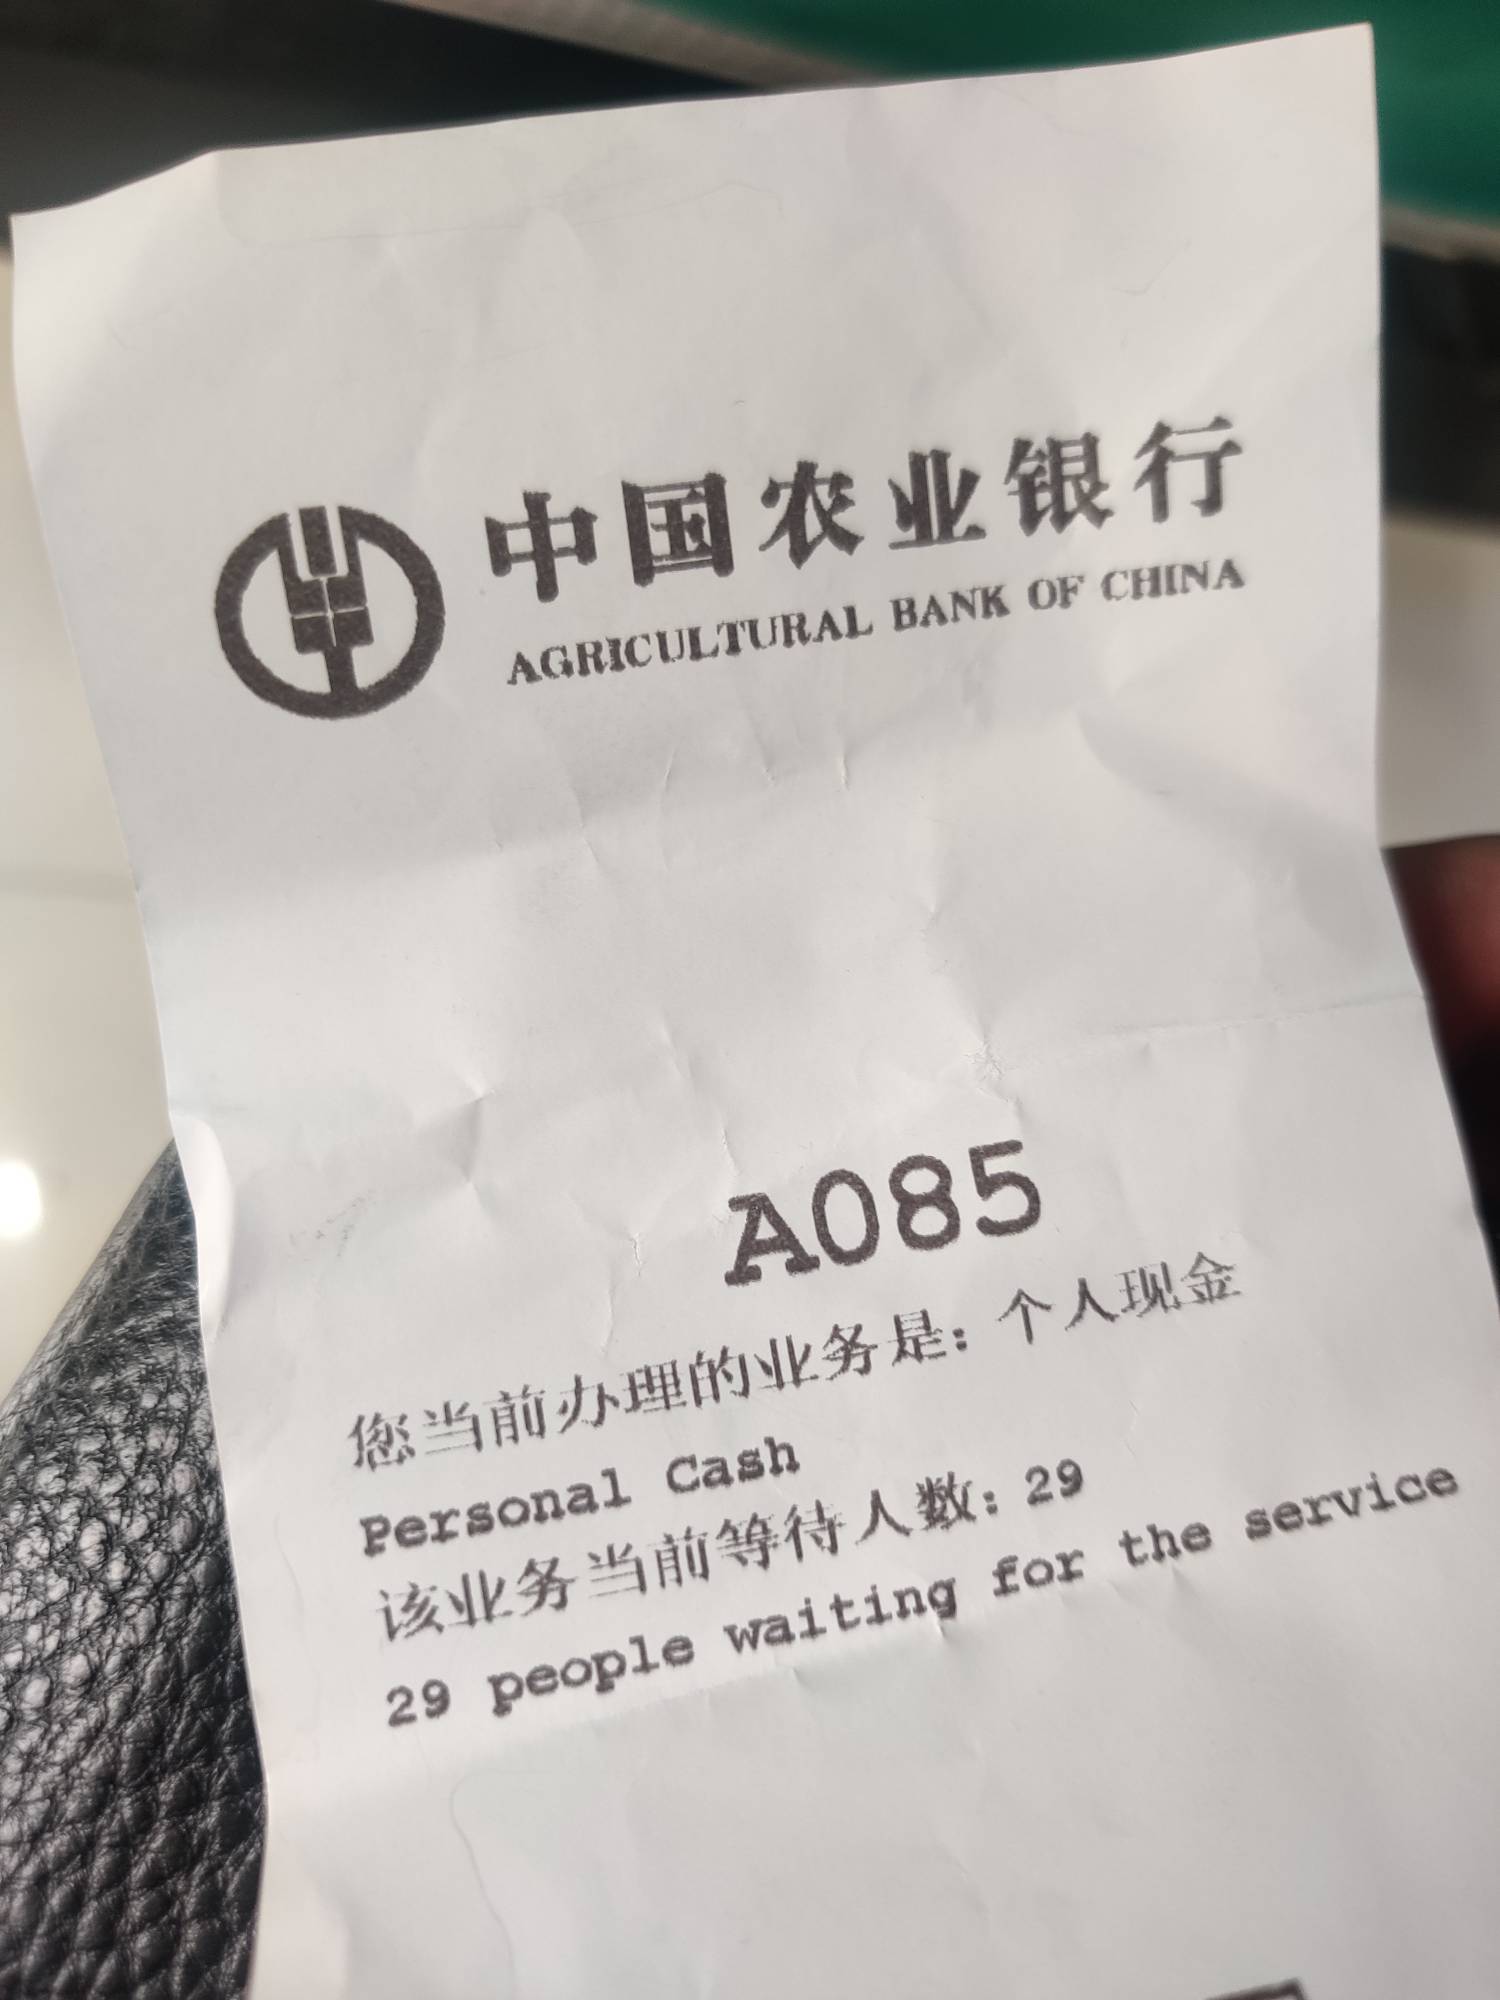 中国农业银行
AGRICULTURAL BANK OF CHINA
A085
您当前办理的业务是: 个人现金
Personal Cash
该业务当前等待人数: 29
29 people waiting for the service